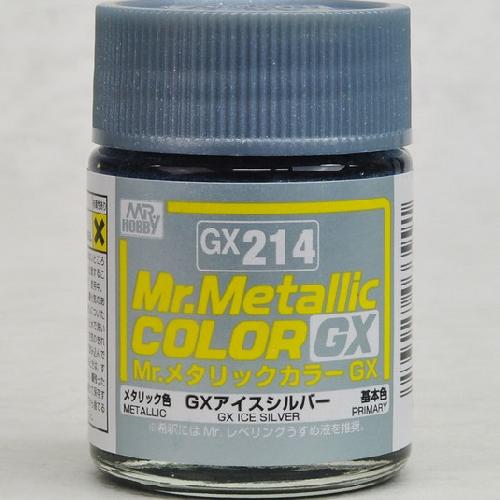 MR.
HOBBY
GX214
Mr.Metallic
COLOR GX
Mr.メタリックカラー GX
メタリック色 GXアイスシルバー 基本色
METALLIC GX ICE SILVER PRIMARY
※希釈には Mr. レベリングうすめ液を推奨。